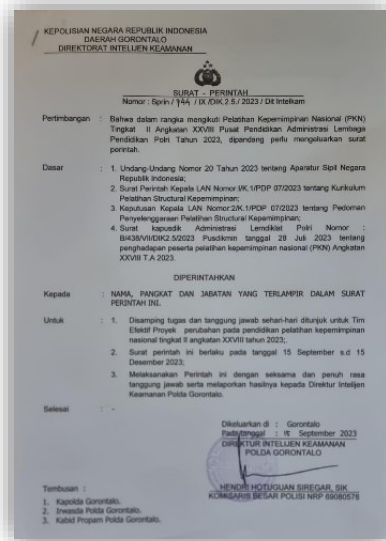 KEPOLISIAN NEGARA REPUBLIK INDONESIA
DAERAH GORONTALO
DIREKTORAT INTELIJEN KEAMANAN
SURAT - PERINTAH
Nomor : Sprin / 744 / IX /DIK.2.5./ 2023 / Dit Intelkam
Pertimbangan : Bahwa dalam rangka mengikuti Pelatihan Kepemimpinan Nasional (PKN)
Tingkat II Angkatan XXVIII Pusat Pendidikan Administrasi Lembaga
Pendidikan Polri Tahun 2023, dipandang perlu mengeluarkan surat
perintah.
Dasar : 1. Undang-Undang Nomor 20 Tahun 2023 tentang Aparatur Sipil Negara
Republik Indonesia;
2. Surat Perintah Kepala LAN Nomor:I/K.1/PDP 07/2023 tentang Kurikulum
Pelatihan Structural Kepemimpinan;
3. Keputusan Kepala LAN Nomor:2/K.1/PDP 07/2023 tentang Pedoman
Penyelenggaraan Pelatihan Structural Kepemimpinan;
4. Surat kapusdik Administrasi Lemdiklat Polri Nomor :
B/438/VII/DIK.2.5/2023 Pusdikmin tanggal 28 Juli 2023 tentang
penghadapan peserta pelatihan kepemimpinan nasional (PKN) Angkatan
XXVIII T.A 2023.
DIPERINTAHKAN
Kepada : NAMA, PANGKAT DAN JABATAN YANG TERLAMPIR DALAM SURAT
PERINTAH INI.
Untuk : 1. Disamping tugas dan tanggung jawab sehari-hari ditunjuk untuk Tim
Efektif Proyek perubahan pada pendidikan pelatihan kepemimpinan
nasional tingkat II angkatan XXVIII tahun 2023;.
2. Surat perintah ini berlaku pada tanggal 15 September s.d 15
Desember 2023;
3. Melaksanakan Perintah ini dengan seksama dan penuh rasa
tanggung jawab serta melaporkan hasilnya kepada Direktur Intelijen
Keamanan Polda Gorontalo.
Selesai : -
Dikeluarkan di : Gorontalo
Pada tanggal : 15 September 2023
DIREKTUR INTELIJEN KEAMANAN
POLDA GORONTALO
HENDRI HOTUGUAN SIREGAR, SIK
KOMISARIS BESAR POLISI NRP 69080578
Tembusan :
1. Kapolda Gorontalo.
2. Irwasda Polda Gorontalo.
3. Kabid Propam Polda Gorontalo.